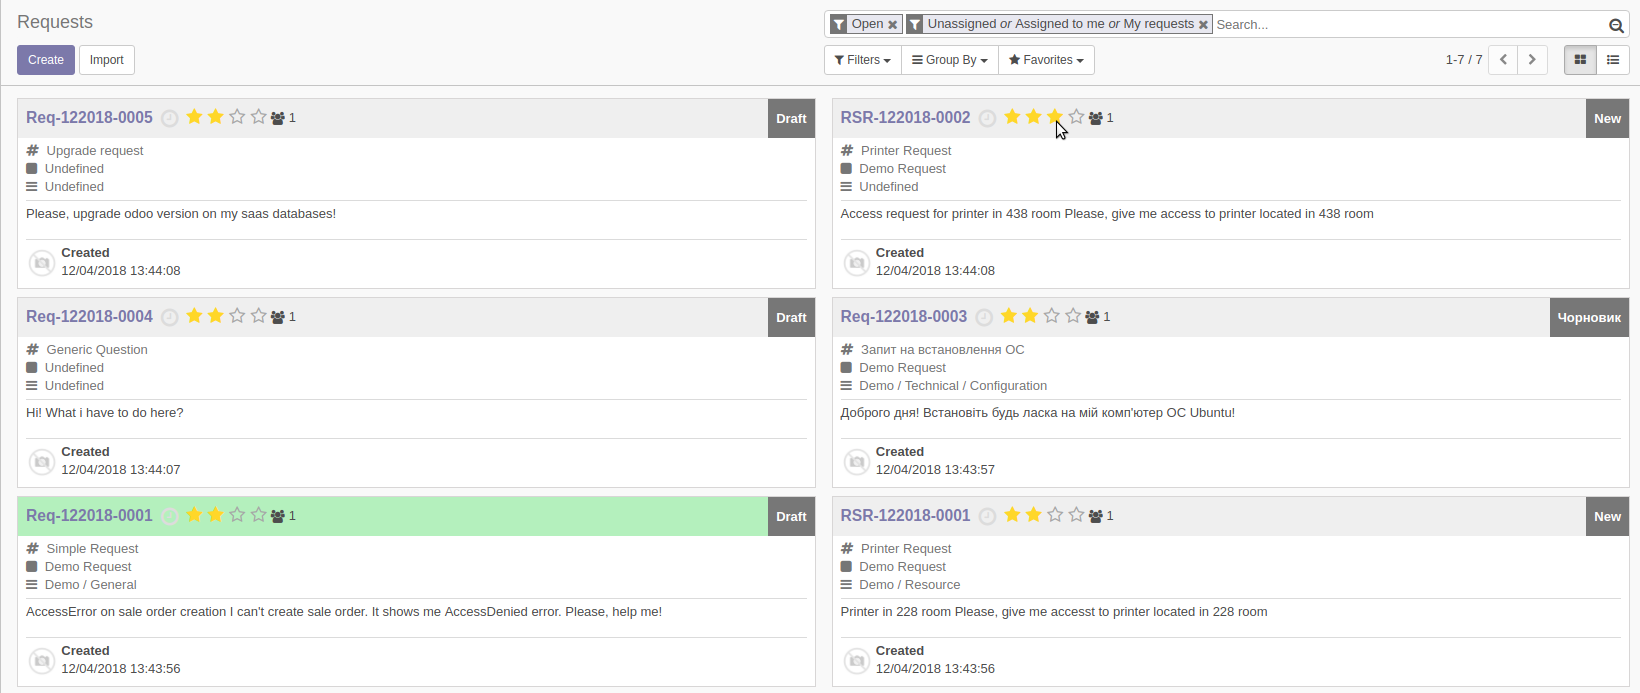 Requests
Open Unassigned or Assigned to me or My requests Search...
Create Import
Filters Group By Favorites
1-7 / 7
Req-122018-0005 1 Draft
Upgrade request
Undefined
Undefined
Please, upgrade odoo version on my saas databases!
Created
12/04/2018 13:44:08
RSR-122018-0002 1 New
Printer Request
Demo Request
Undefined
Access request for printer in 438 room Please, give me access to printer located in 438 room
Created
12/04/2018 13:44:08
Req-122018-0004 1 Draft
Generic Question
Undefined
Undefined
Hi! What i have to do here?
Created
12/04/2018 13:44:07
Req-122018-0003 1 Чорновик
Запит на встановлення ОС
Demo Request
Demo / Technical / Configuration
Доброго дня! Встановіть будь ласка на мій комп'ютер ОС Ubuntu!
Created
12/04/2018 13:43:57
Req-122018-0001 1 Draft
Simple Request
Demo Request
Demo / General
AccessError on sale order creation I can't create sale order. It shows me AccessDenied error. Please, help me!
Created
12/04/2018 13:43:56
RSR-122018-0001 1 New
Printer Request
Demo Request
Demo / Resource
Printer in 228 room Please, give me accesst to printer located in 228 room
Created
12/04/2018 13:43:56